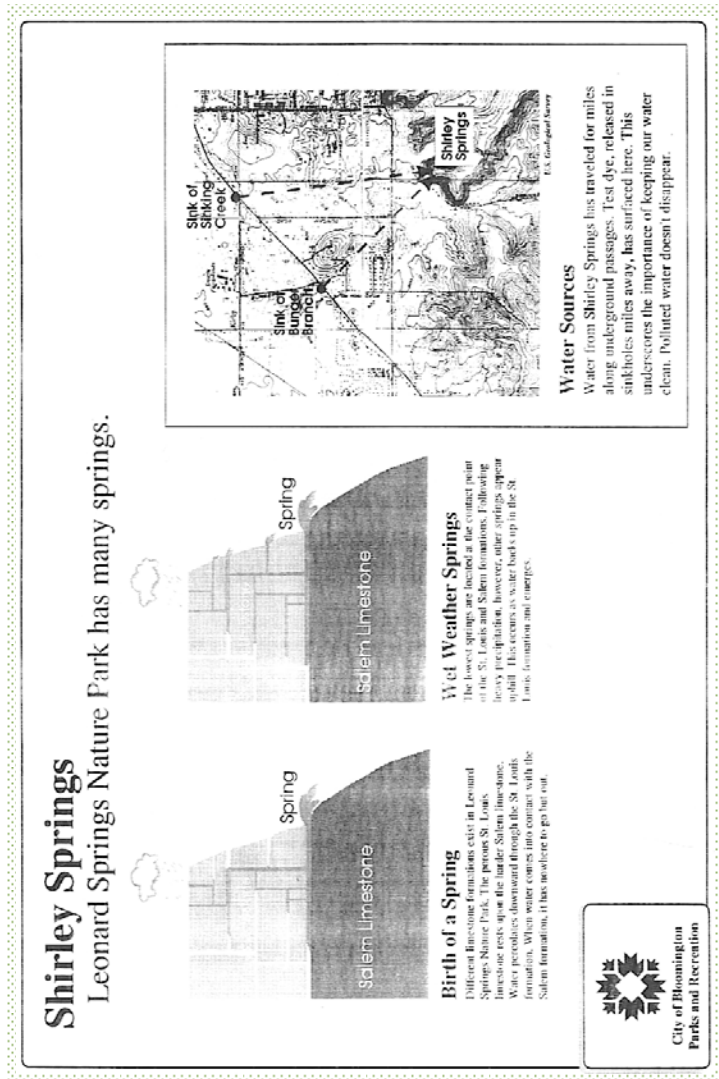 Shirley Springs
Leonard Springs Nature Park has many springs.
Spring
Salem Limestone
Birth of a Spring
Different limestone formations exist in Leonard
Springs Nature Park. The porous St. Louis
limestone rests upon the harder Salem limestone.
Water percolates downward through the St. Louis
formation. When water comes into contact with the
Salem formation, it has nowhere to go but out.
Spring
Salem Limestone
Wet Weather Springs
The lowest springs are located at the contact point
of the St. Louis and Salem formations. Following
heavy precipitation, however, other springs appear
uphill. This occurs as water backs up in the St.
Louis formation and emerges.
Sink of
Sinking
Creek
Sink of
Bunger
Branch
Kirby
Shirley
Springs
U.S. Geological Survey
Water Sources
Water from Shirley Springs has traveled for miles
along underground passages. Test dye, released in
sinkholes miles away, has surfaced here. This
underscores the importance of keeping our water
clean. Polluted water doesn't disappear.
City of Bloomington
Parks and Recreation